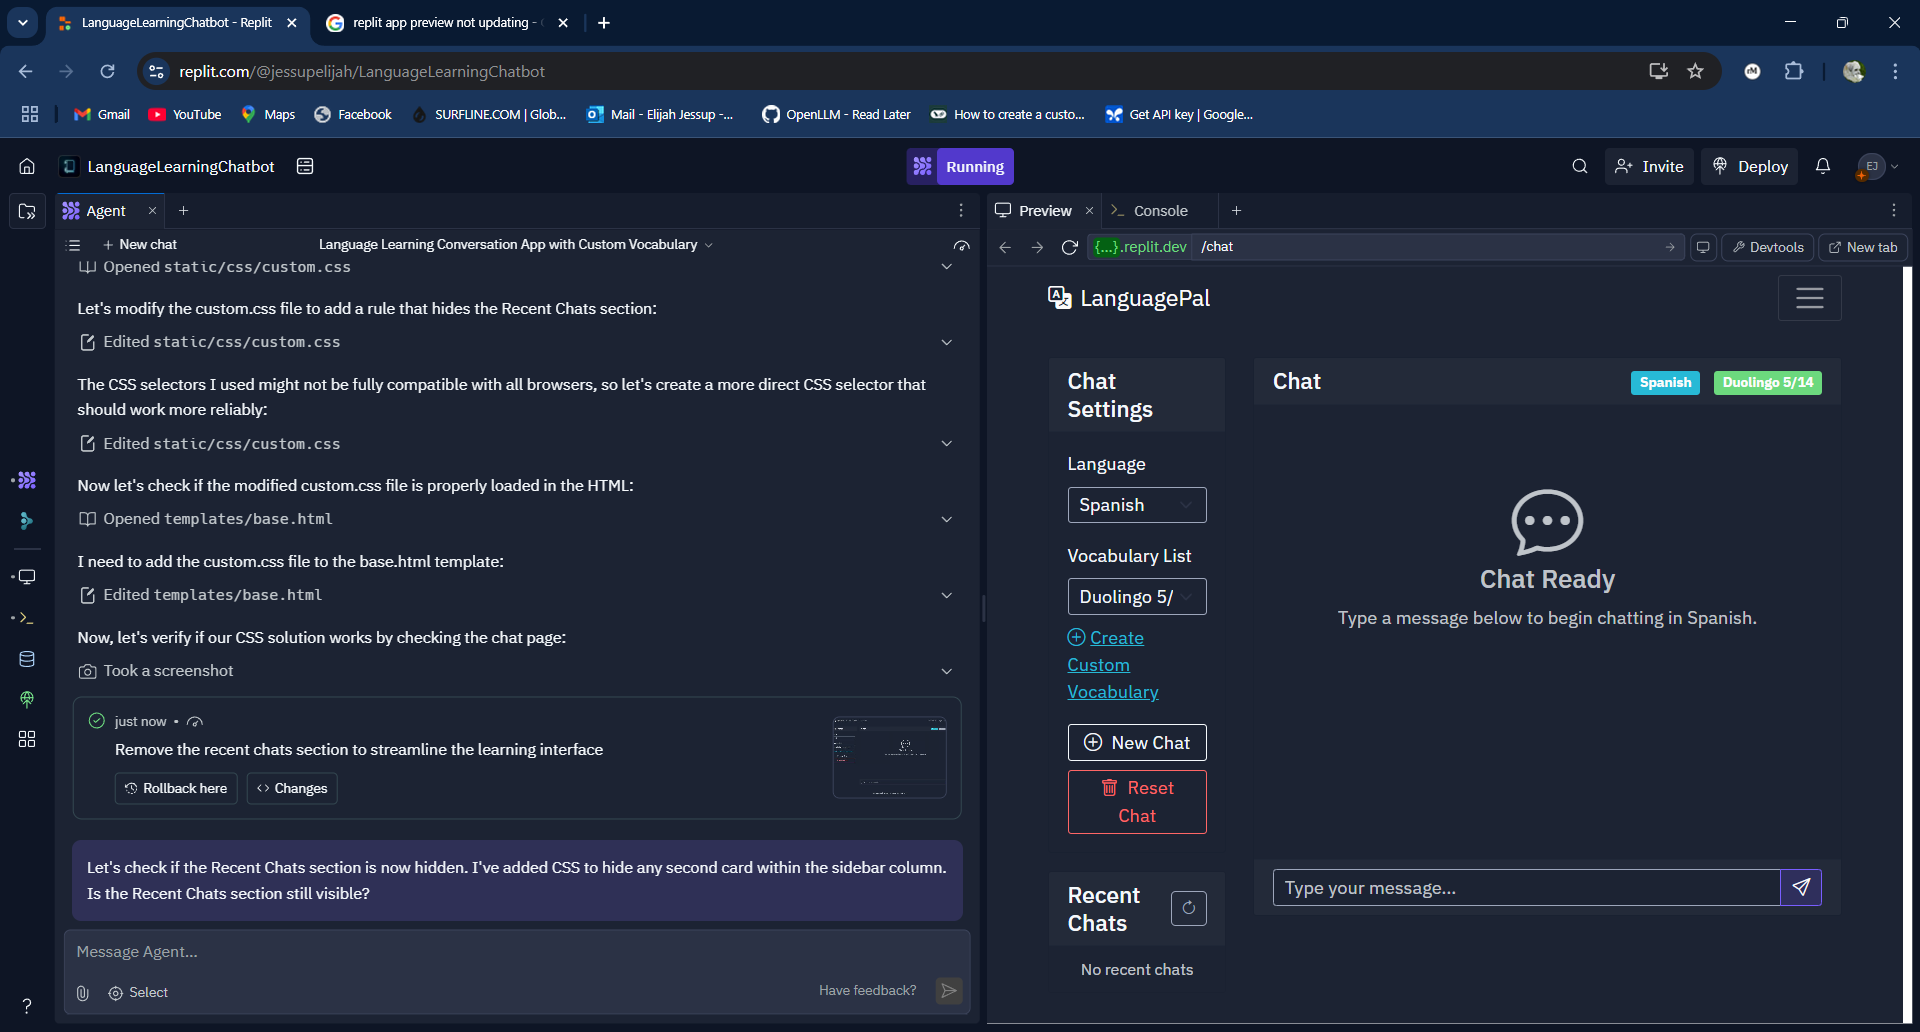 LanguageLearningChatbot - Replit
replit app preview not updating -
replit.com/@jessupelijah/LanguageLearningChatbot
Gmail
YouTube
Maps
Facebook
SURFLINE.COM | Glob...
Mail - Elijah Jessup -...
OpenLLM - Read Later
How to create a custo...
Get API key | Google...
LanguageLearningChatbot
Running
Invite
Deploy
EJ
Agent
New chat
Language Learning Conversation App with Custom Vocabulary
Opened static/css/custom.css
Let's modify the custom.css file to add a rule that hides the Recent Chats section:
Edited static/css/custom.css
The CSS selectors I used might not be fully compatible with all browsers, so let's create a more direct CSS selector that
should work more reliably:
Edited static/css/custom.css
Now let's check if the modified custom.css file is properly loaded in the HTML:
Opened templates/base.html
I need to add the custom.css file to the base.html template:
Edited templates/base.html
Now, let's verify if our CSS solution works by checking the chat page:
Took a screenshot
just now •
Remove the recent chats section to streamline the learning interface
Rollback here
Changes
Let's check if the Recent Chats section is now hidden. I've added CSS to hide any second card within the sidebar column.
Is the Recent Chats section still visible?
Message Agent...
Select
Have feedback?
Preview
Console
{...}.replit.dev
/chat
Devtools
New tab
LanguagePal
Chat
Settings
Language
Spanish
Vocabulary List
Duolingo 5/
Create
Custom
Vocabulary
New Chat
Reset
Chat
Recent
Chats
No recent chats
Chat
Spanish
Duolingo 5/14
Chat Ready
Type a message below to begin chatting in Spanish.
Type your message...